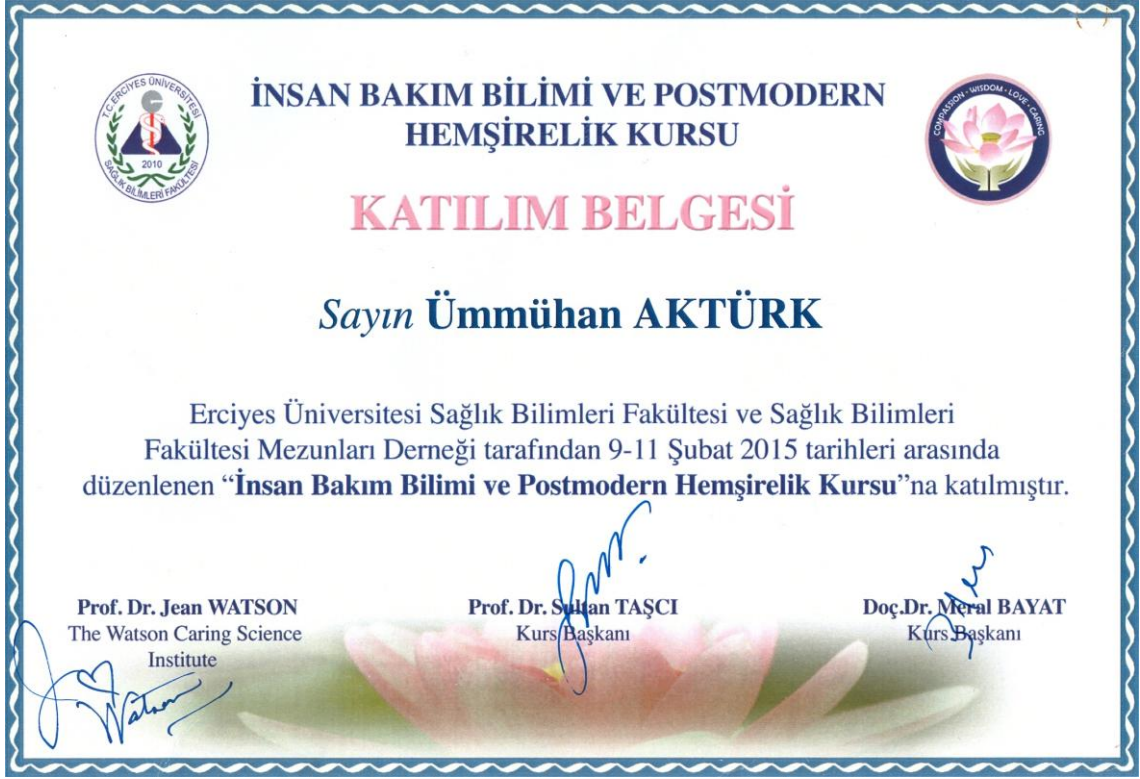 T.C. ERCİYES ÜNİVERSİTESİ
SAĞLIK BİLİMLERİ FAKÜLTESİ
2010
İNSAN BAKIM BİLİMİ VE POSTMODERN
HEMŞİRELİK KURSU
COMPASSION · WISDOM · LOVE · CARING
KATILIM BELGESİ
Sayın Ümmühan AKTÜRK
Erciyes Üniversitesi Sağlık Bilimleri Fakültesi ve Sağlık Bilimleri
Fakültesi Mezunları Derneği tarafından 9-11 Şubat 2015 tarihleri arasında
düzenlenen “İnsan Bakım Bilimi ve Postmodern Hemşirelik Kursu”na katılmıştır.
Prof. Dr. Jean WATSON
The Watson Caring Science
Institute
Watson
Prof. Dr. Sultan TAŞCI
Kurs Başkanı
Doç.Dr. Meral BAYAT
Kurs Başkanı